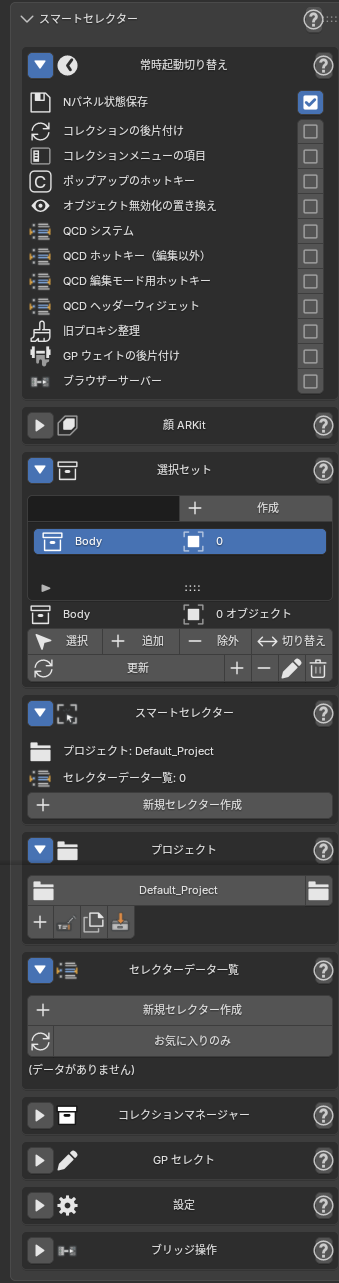 スマートセレクター
常時起動切り替え
Nパネル状態保存
コレクションの後片付け
コレクションメニューの項目
ポップアップのホットキー
オブジェクト無効化の置き換え
QCD システム
QCD ホットキー（編集以外）
QCD 編集モード用ホットキー
QCD ヘッダーウィジェット
旧プロキシ整理
GP ウェイトの後片付け
ブラウザーサーバー
顔 ARKit
選択セット
作成
Body 0
Body 0 オブジェクト
選択 追加 除外 切り替え
更新
スマートセレクター
プロジェクト: Default_Project
セレクターデータ一覧: 0
新規セレクター作成
プロジェクト
Default_Project
セレクターデータ一覧
新規セレクター作成
お気に入りのみ
(データがありません)
コレクションマネージャー
GP セレクト
設定
ブリッジ操作